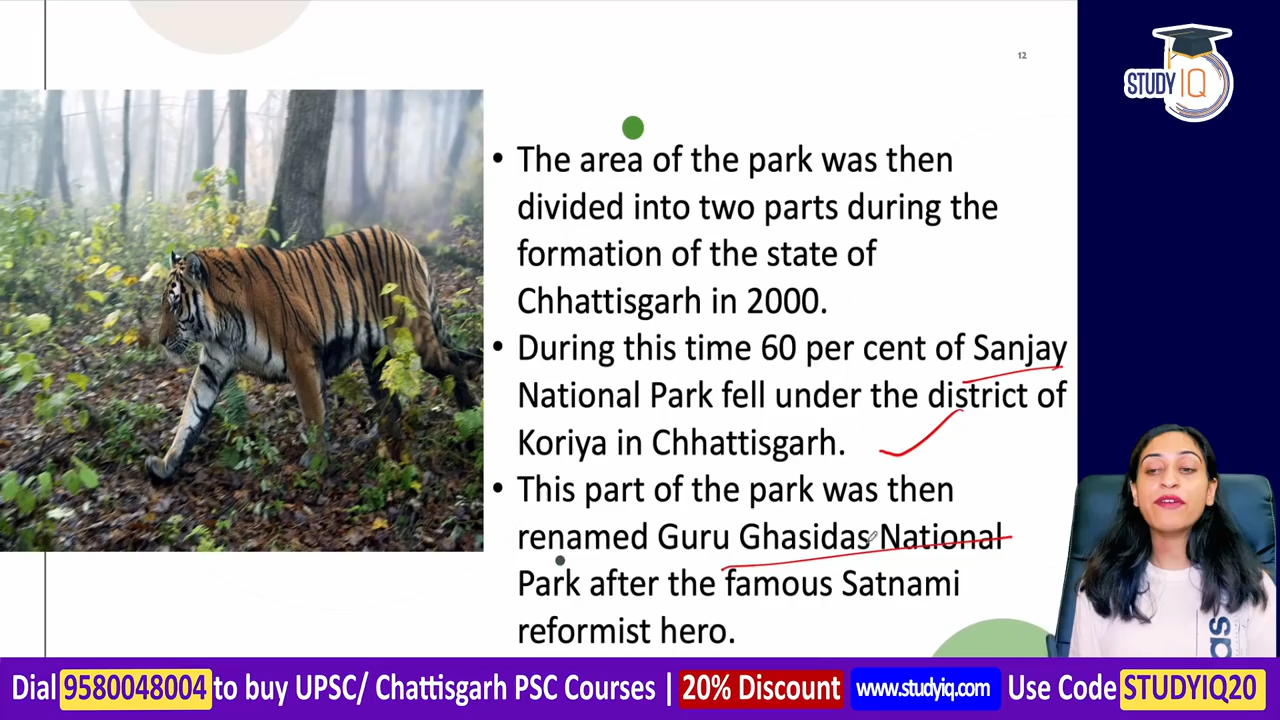 12
STUDY IQ
• The area of the park was then
divided into two parts during the
formation of the state of
Chhattisgarh in 2000.
• During this time 60 per cent of Sanjay
National Park fell under the district of
Koriya in Chhattisgarh.
• This part of the park was then
renamed Guru Ghasidas National
Park after the famous Satnami
reformist hero.
as
Dial 9580048004 to buy UPSC/ Chattisgarh PSC Courses | 20% Discount www.studyiq.com Use Code STUDYIQ20